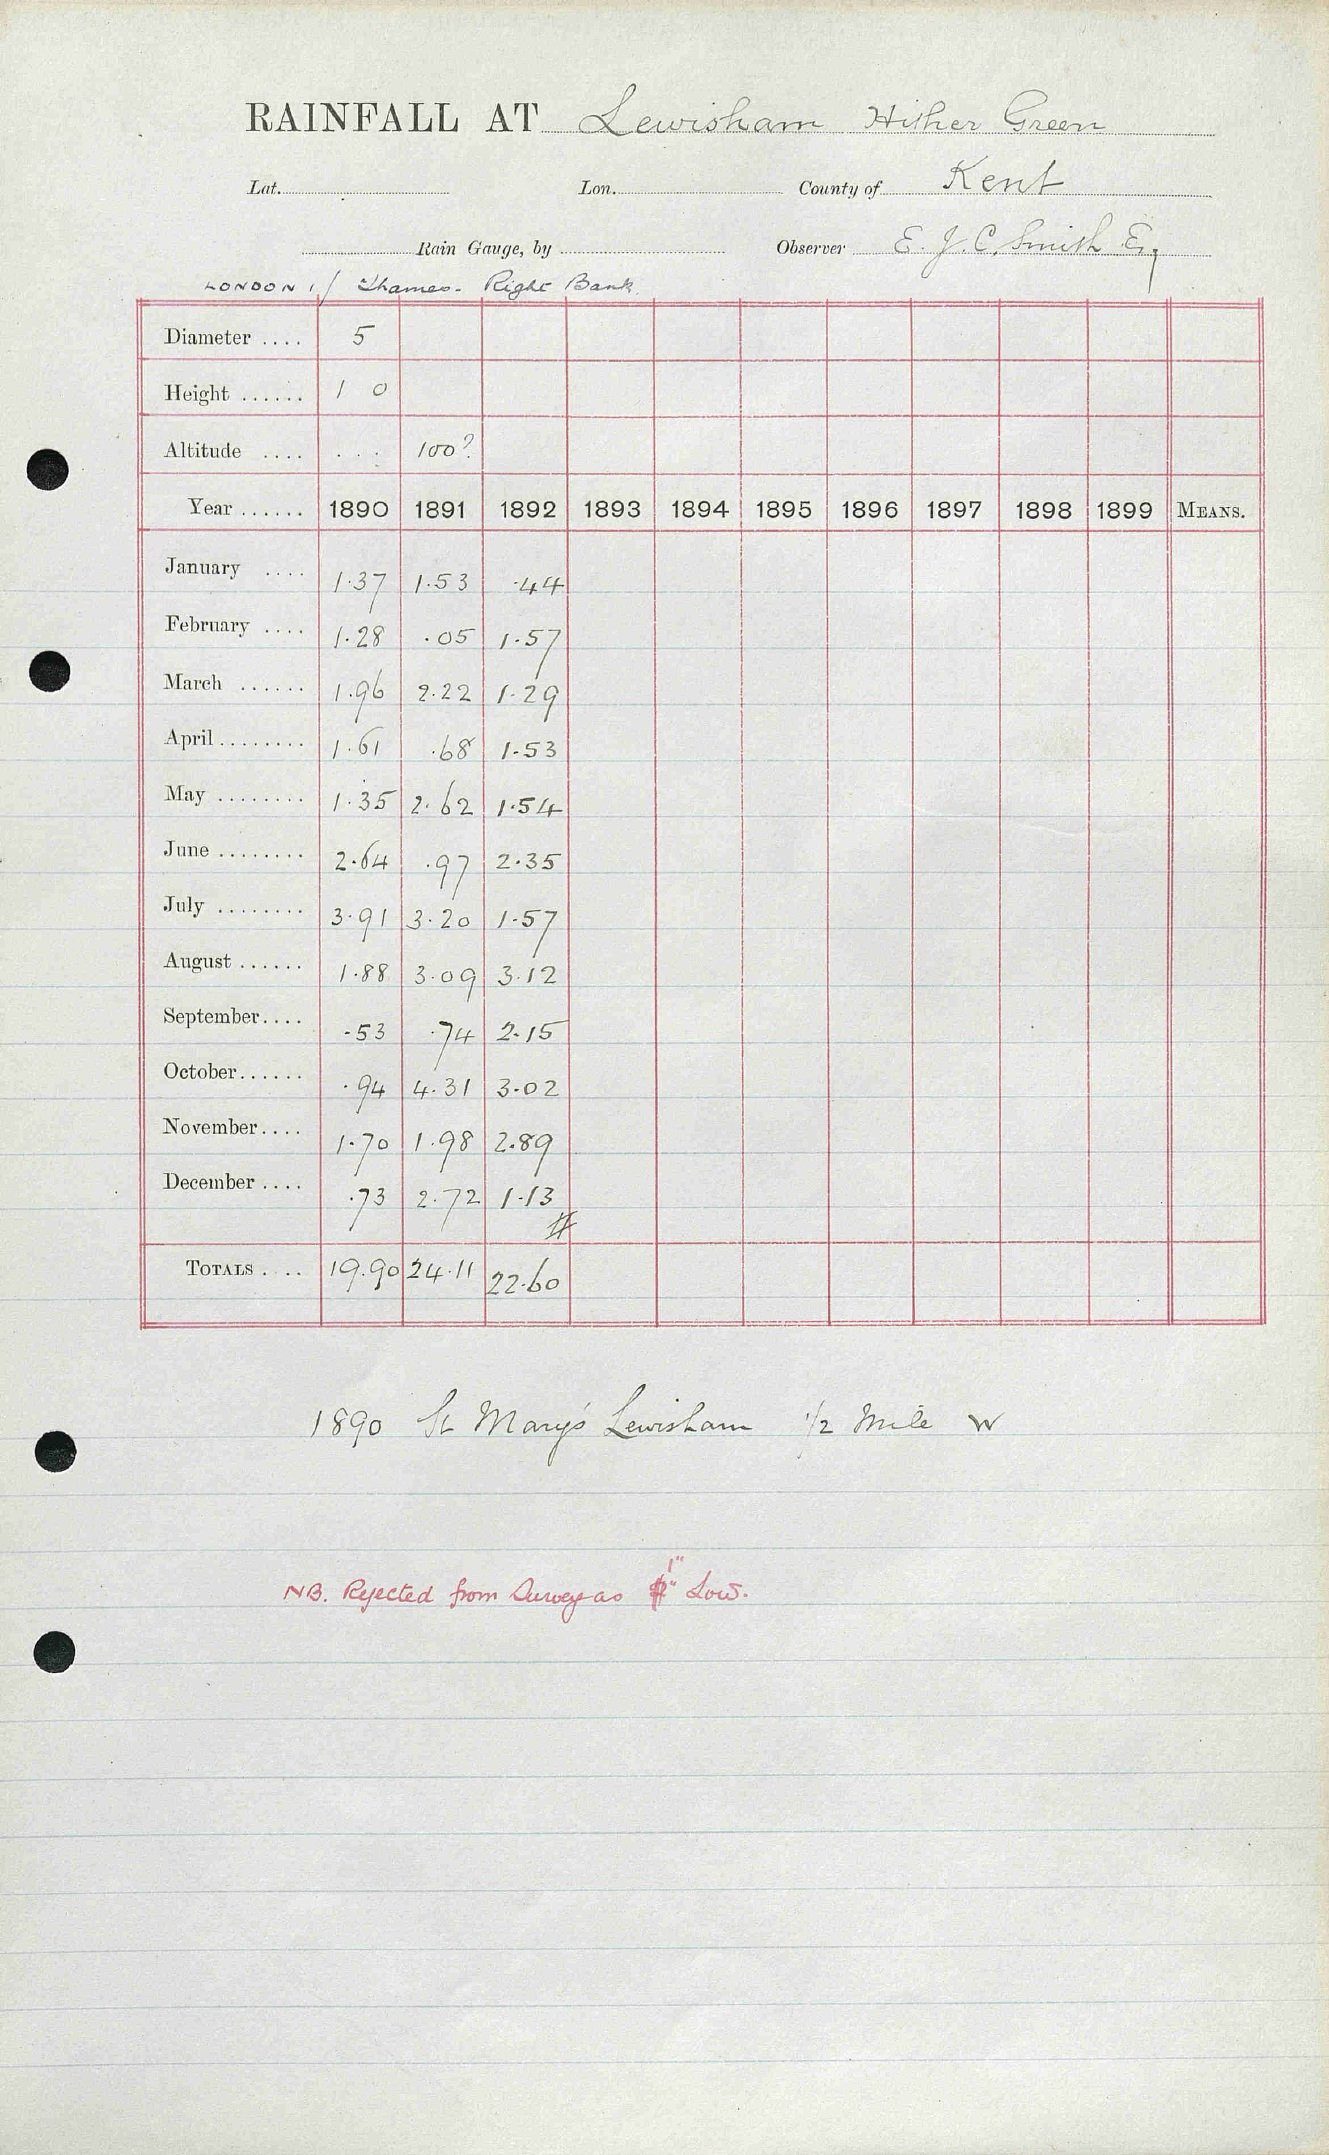 RAINFALL AT Lewisham Hither Green
Lat. Lon. County of Kent
Rain Gauge, by Observer E. J. C. Smith Esq
LONDON 1/ Thames - Right Bank.
Diameter .... 5
Height ...... 1 0
Altitude .... . . . 100?
Year ...... 1890 1891 1892 1893 1894 1895 1896 1897 1898 1899 MEANS.
January .... 1.37 1.53 .44
February .... 1.28 .05 1.57
March ...... 1.96 2.22 1.29
April ........ 1.61 .68 1.53
May ........ 1.35 2.62 1.54
June ........ 2.64 .97 2.35
July ........ 3.91 3.20 1.57
August ...... 1.88 3.09 3.12
September .... .53 .74 2.15
October ...... .94 4.31 3.02
November .... 1.70 1.98 2.89
December .... .73 2.72 1.13
#
TOTALS .... 19.90 24.11 22.60
1890 St Mary's Lewisham 1/2 Mile W
NB. Rejected from Survey as 1" Low.